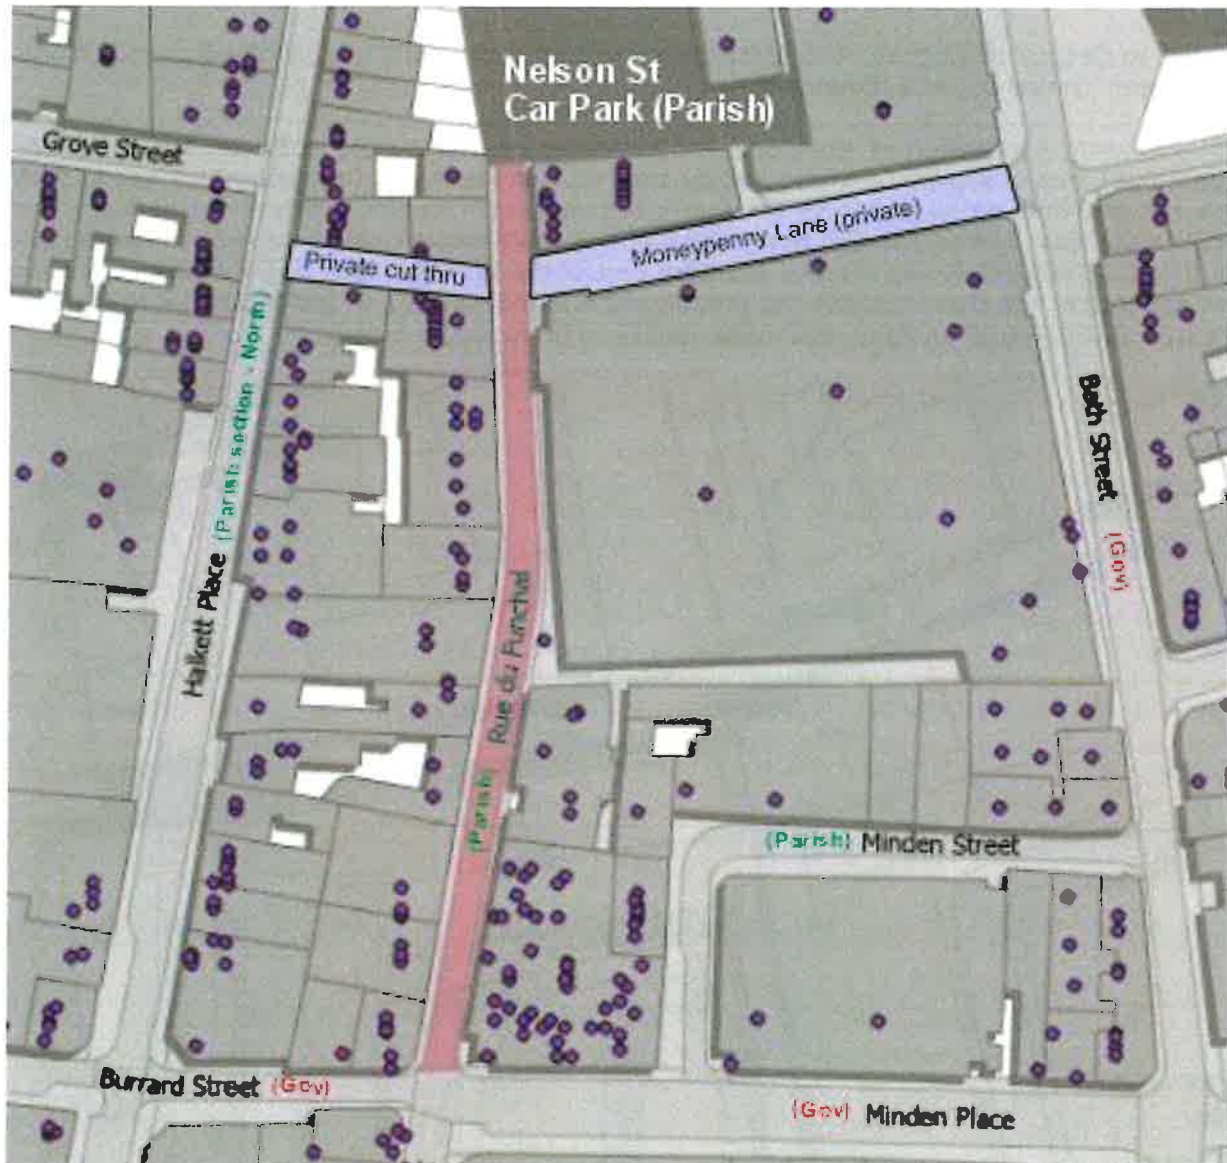 Nelson St
Car Park (Parish)
Grove Street
Moneypenny Lane (private)
Private cut thru
Halkett Place (Parish section - Norm)
Bath Street (Gov)
Rue du Funchal
(Parish)
(Parish) Minden Street
Burrard Street (Gov)
(Gov) Minden Place